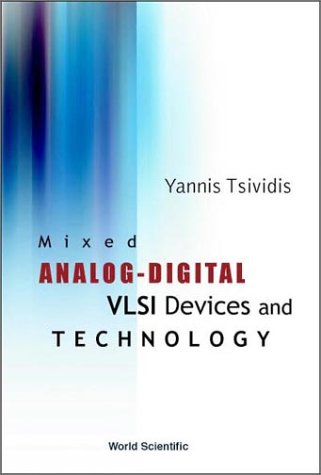 Yannis Tsividis
Mixed
ANALOG-DIGITAL
VLSI Devices and
TECHNOLOGY
World Scientific